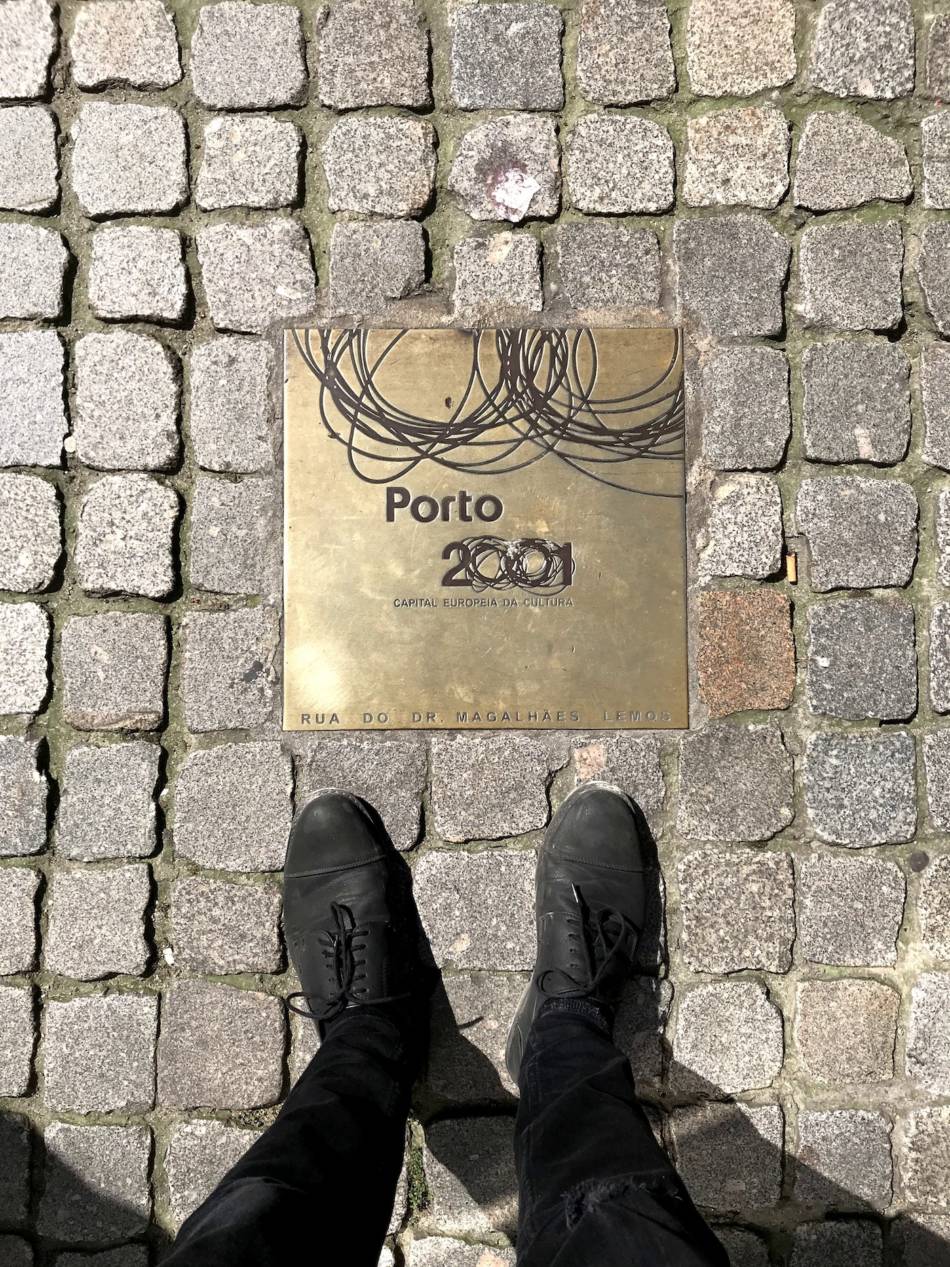 Porto
2001
CAPITAL EUROPEIA DA CULTURA
RUA DO DR. MAGALHÃES LEMOS